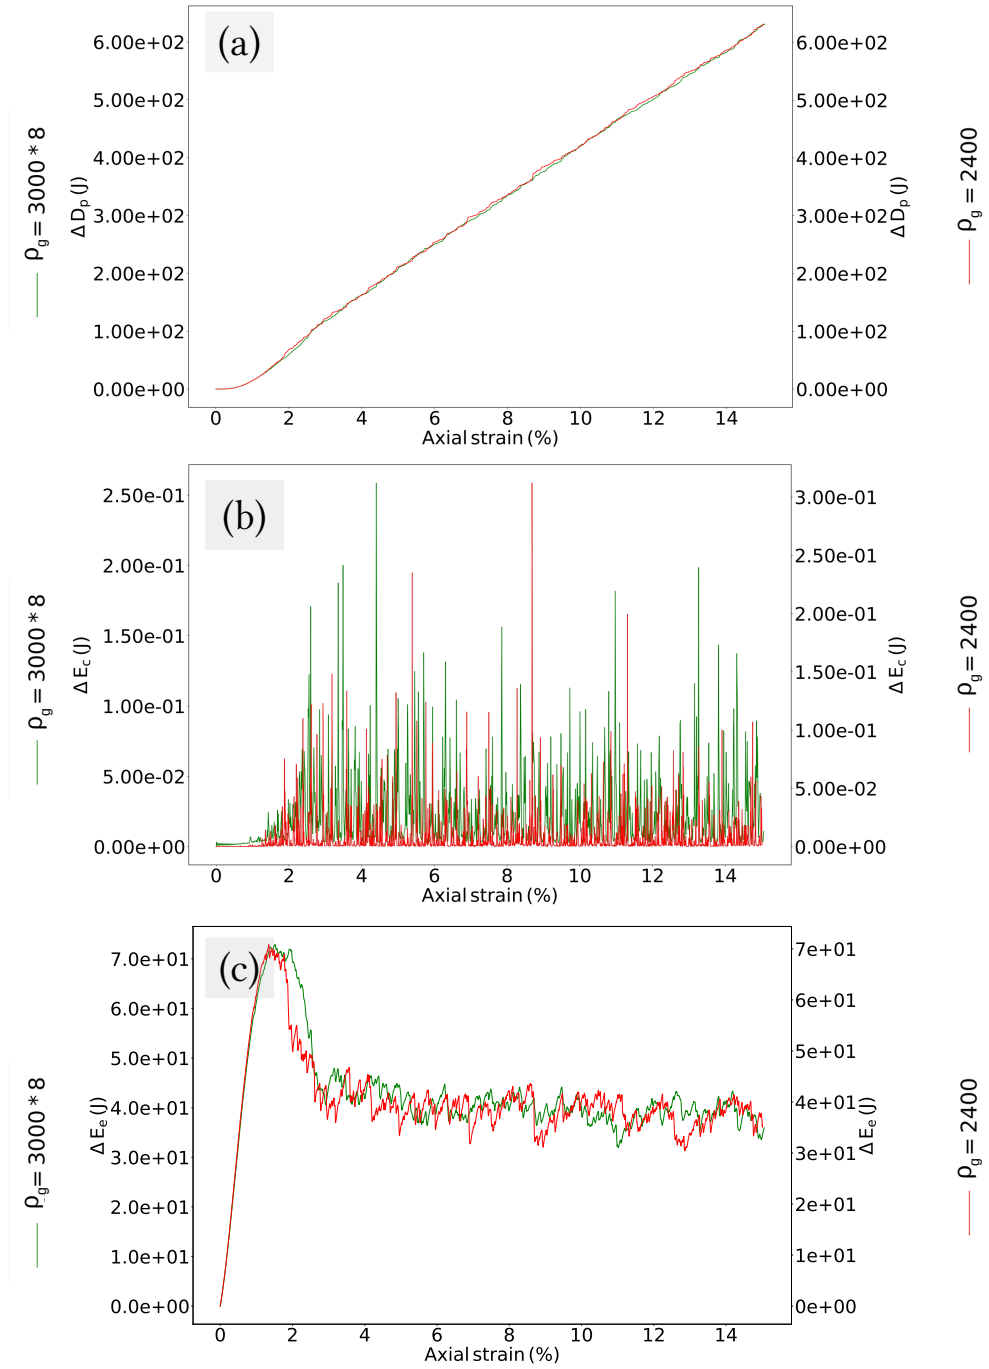 (a)
6.00e+02
5.00e+02
4.00e+02
3.00e+02
2.00e+02
1.00e+02
0.00e+00
ΔDp(J)
ρg=3000*8
6.00e+02
5.00e+02
4.00e+02
3.00e+02
2.00e+02
1.00e+02
0.00e+00
ΔDp(J)
ρg=2400
0 2 4 6 8 10 12 14
Axial strain (%)
(b)
2.50e-01
2.00e-01
1.50e-01
1.00e-01
5.00e-02
0.00e+00
ΔEc(J)
ρg=3000*8
3.00e-01
2.50e-01
2.00e-01
1.50e-01
1.00e-01
5.00e-02
0.00e+00
ΔEc(J)
ρg=2400
0 2 4 6 8 10 12 14
Axial strain (%)
(c)
7.0e+01
6.0e+01
5.0e+01
4.0e+01
3.0e+01
2.0e+01
1.0e+01
0.0e+00
ΔEe(J)
ρg=3000*8
7e+01
6e+01
5e+01
4e+01
3e+01
2e+01
1e+01
0e+00
ΔEe(J)
ρg=2400
0 2 4 6 8 10 12 14
Axial strain (%)